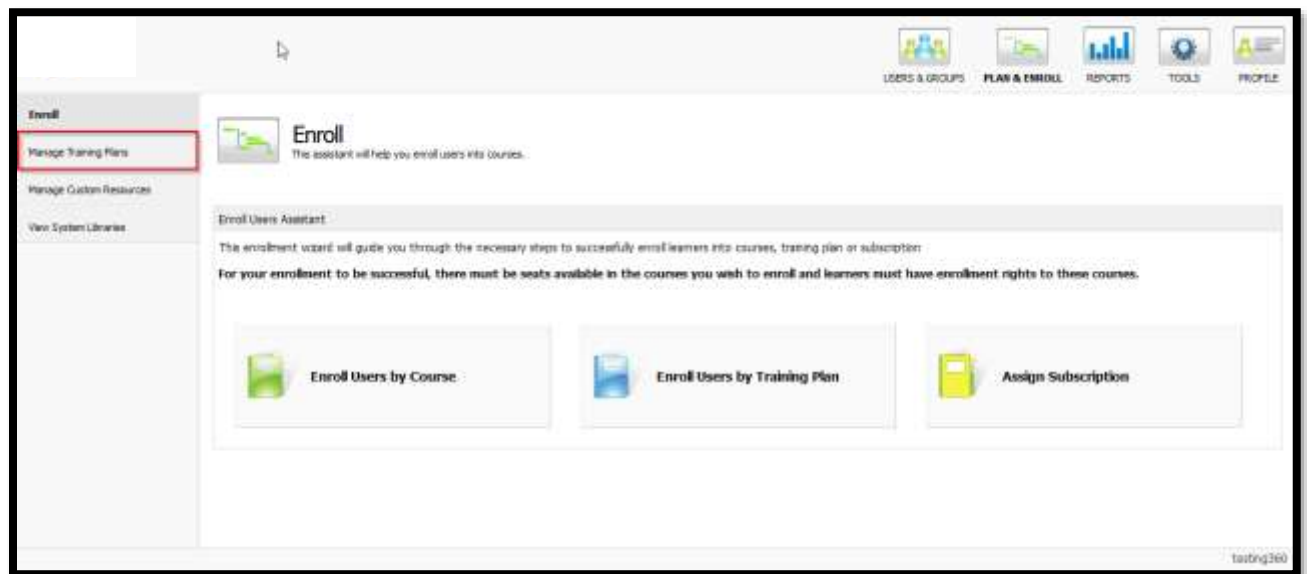 USERS & GROUPS
PLAN & ENROLL
REPORTS
TOOLS
PROFILE
Enroll
Manage Training Plans
Manage Custom Resources
View System Libraries
Enroll
This assistant will help you enroll users into courses.
Enroll Users Assistant
This enrollment wizard will guide you through the necessary steps to successfully enroll learners into courses, training plan or subscription
For your enrollment to be successful, there must be seats available in the courses you wish to enroll and learners must have enrollment rights to these courses.
Enroll Users by Course
Enroll Users by Training Plan
Assign Subscription
testing360